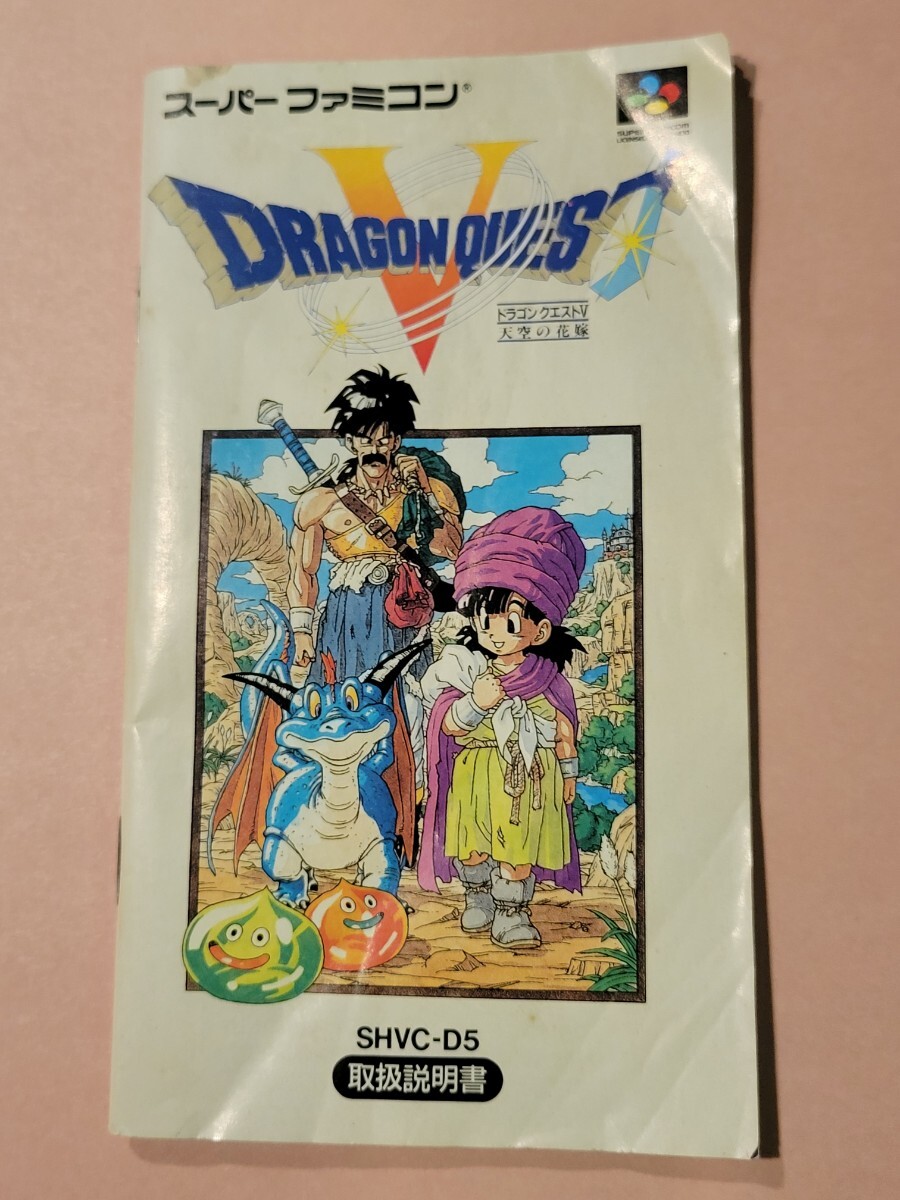 スーパーファミコン®
V
DRAGON QUEST
ドラゴンクエストV
天空の花嫁
SHVC-D5
取扱説明書